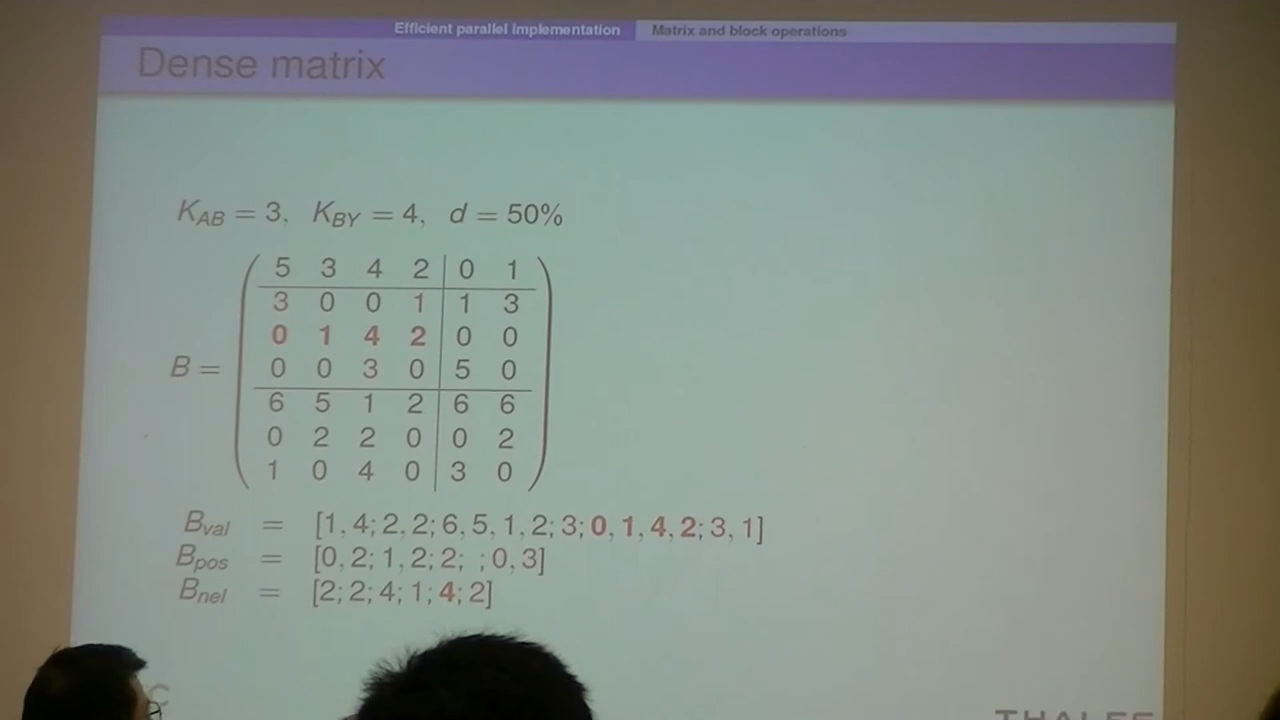 Efficient parallel implementation Matrix and block operations
Dense matrix
K_AB = 3, K_BY = 4, d = 50%
5 3 4 2 0 1
3 0 0 1 1 3
0 1 4 2 0 0
B = 0 0 3 0 5 0
6 5 1 2 6 6
0 2 2 0 0 2
1 0 4 0 3 0
B_val = [1, 4; 2, 2; 6, 5, 1, 2; 3; 0, 1, 4, 2; 3, 1]
B_pos = [0, 2; 1, 2; 2; ; 0, 3]
B_nel = [2; 2; 4; 1; 4; 2]
THALES